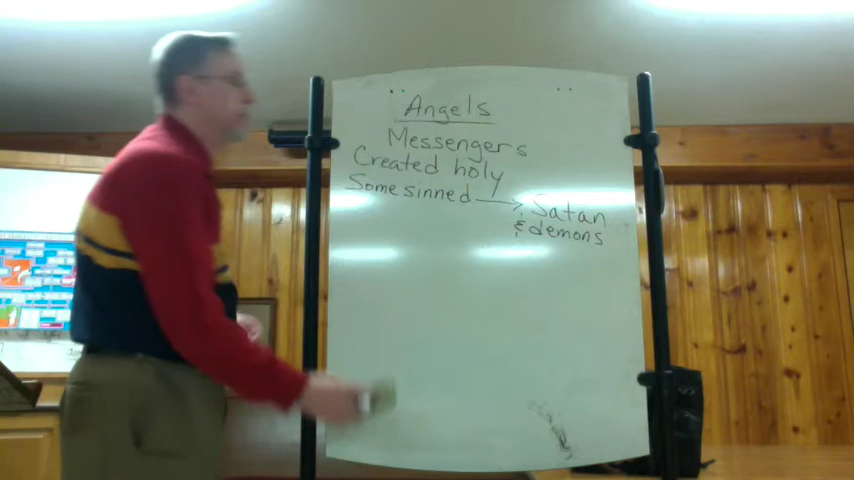 Angels
Messengers
Created holy
Some sinned → Satan
& demons